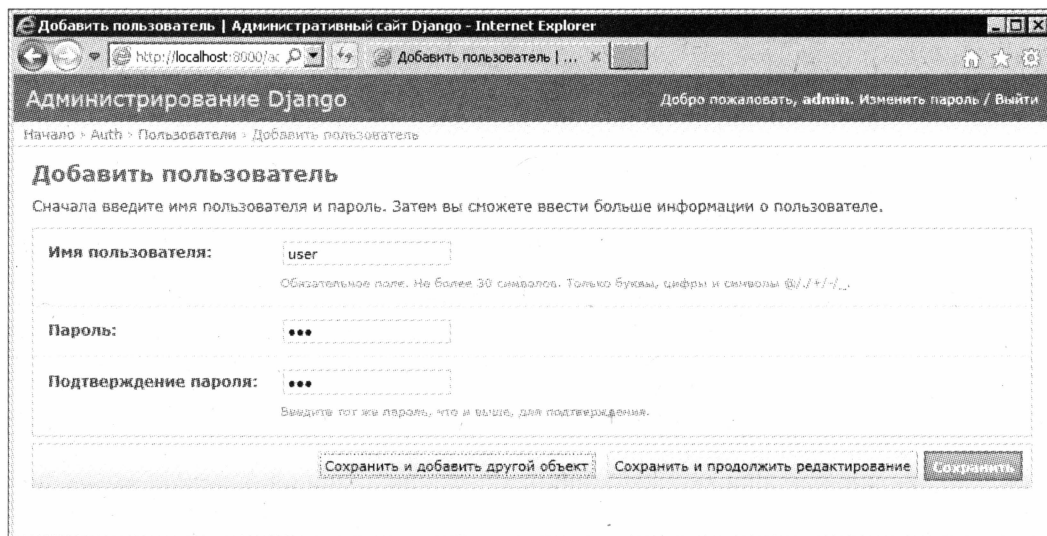 Добавить пользователь | Административный сайт Django - Internet Explorer
http://localhost:8000/ac Добавить пользователь | ...
Администрирование Django Добро пожаловать, admin. Изменить пароль / Выйти
Начало › Auth › Пользователи › Добавить пользователь
Добавить пользователь
Сначала введите имя пользователя и пароль. Затем вы сможете ввести больше информации о пользователе.
Имя пользователя: user
Обязательное поле. Не более 30 символов. Только буквы, цифры и символы @/./+/-/_.
Пароль: •••
Подтверждение пароля: •••
Введите тот же пароль, что и выше, для подтверждения.
Сохранить и добавить другой объект Сохранить и продолжить редактирование Сохранить